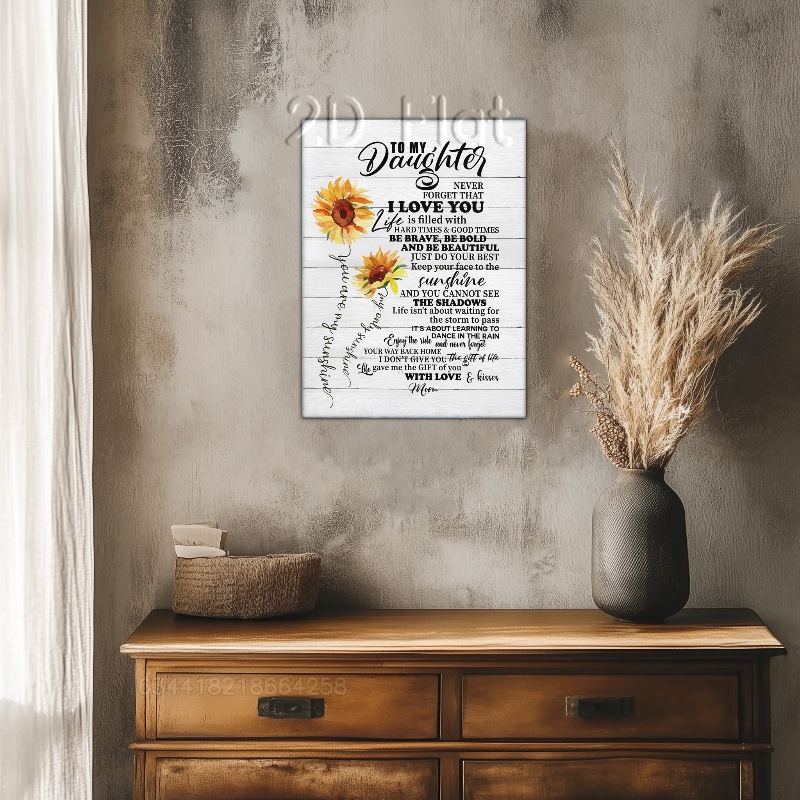 2D Flat
TO MY
Daughter
NEVER
FORGET THAT
I LOVE YOU
Life is filled with
HARD TIMES & GOOD TIMES
BE BRAVE, BE BOLD
AND BE BEAUTIFUL
JUST DO YOUR BEST
Keep your face to the
sunshine
AND YOU CANNOT SEE
THE SHADOWS
Life isn't about waiting for
the storm to pass
IT'S ABOUT LEARNING TO
DANCE IN THE RAIN
Enjoy the ride and never forget
YOUR WAY BACK HOME
I DON'T GIVE YOU the gift of life
Life gave me the GIFT of you
WITH LOVE & kisses
Mom
you are my sunshine
my only sunshine